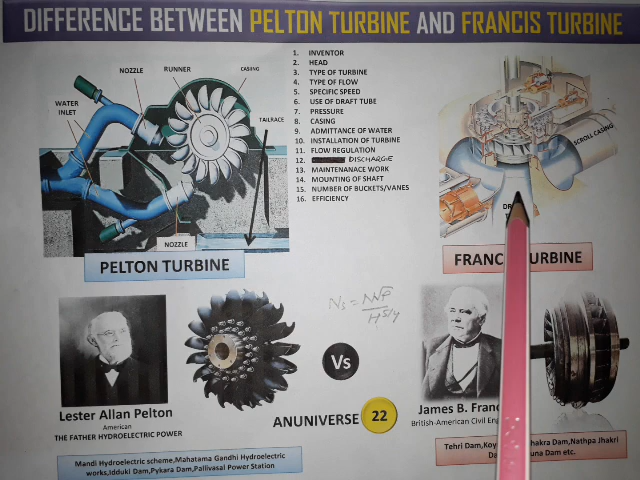 DIFFERENCE BETWEEN PELTON TURBINE AND FRANCIS TURBINE
NOZZLE
RUNNER
CASIING
WATER
INLET
TAILRACE
NOZZLE
PELTON TURBINE
1. INVENTOR
2. HEAD
3. TYPE OF TURBINE
4. TYPE OF FLOW
5. SPECIFIC SPEED
6. USE OF DRAFT TUBE
7. PRESSURE
8. CASING
9. ADMITTANCE OF WATER
10. INSTALLATION OF TURBINE
11. FLOW REGULATION
12. DISCHARGE
13. MAINTENANACE WORK
14. MOUNTING OF SHAFT
15. NUMBER OF BUCKETS/VANES
16. EFFICIENCY
SCROLL CASING
FRANC TURBINE
Ns = N√P
H^5/4
Vs
Lester Allan Pelton
American
THE FATHER HYDROELECTRIC POWER
ANUNIVERSE 22
James B. Franc
British-American Civil Eng
Mandi Hydroelectric scheme,Mahatama Gandhi Hydroelectric
works,Idduki Dam,Pykara Dam,Pallivasal Power Station
Tehri Dam,Koy hakra Dam,Nathpa Jhakri
Da una Dam etc.